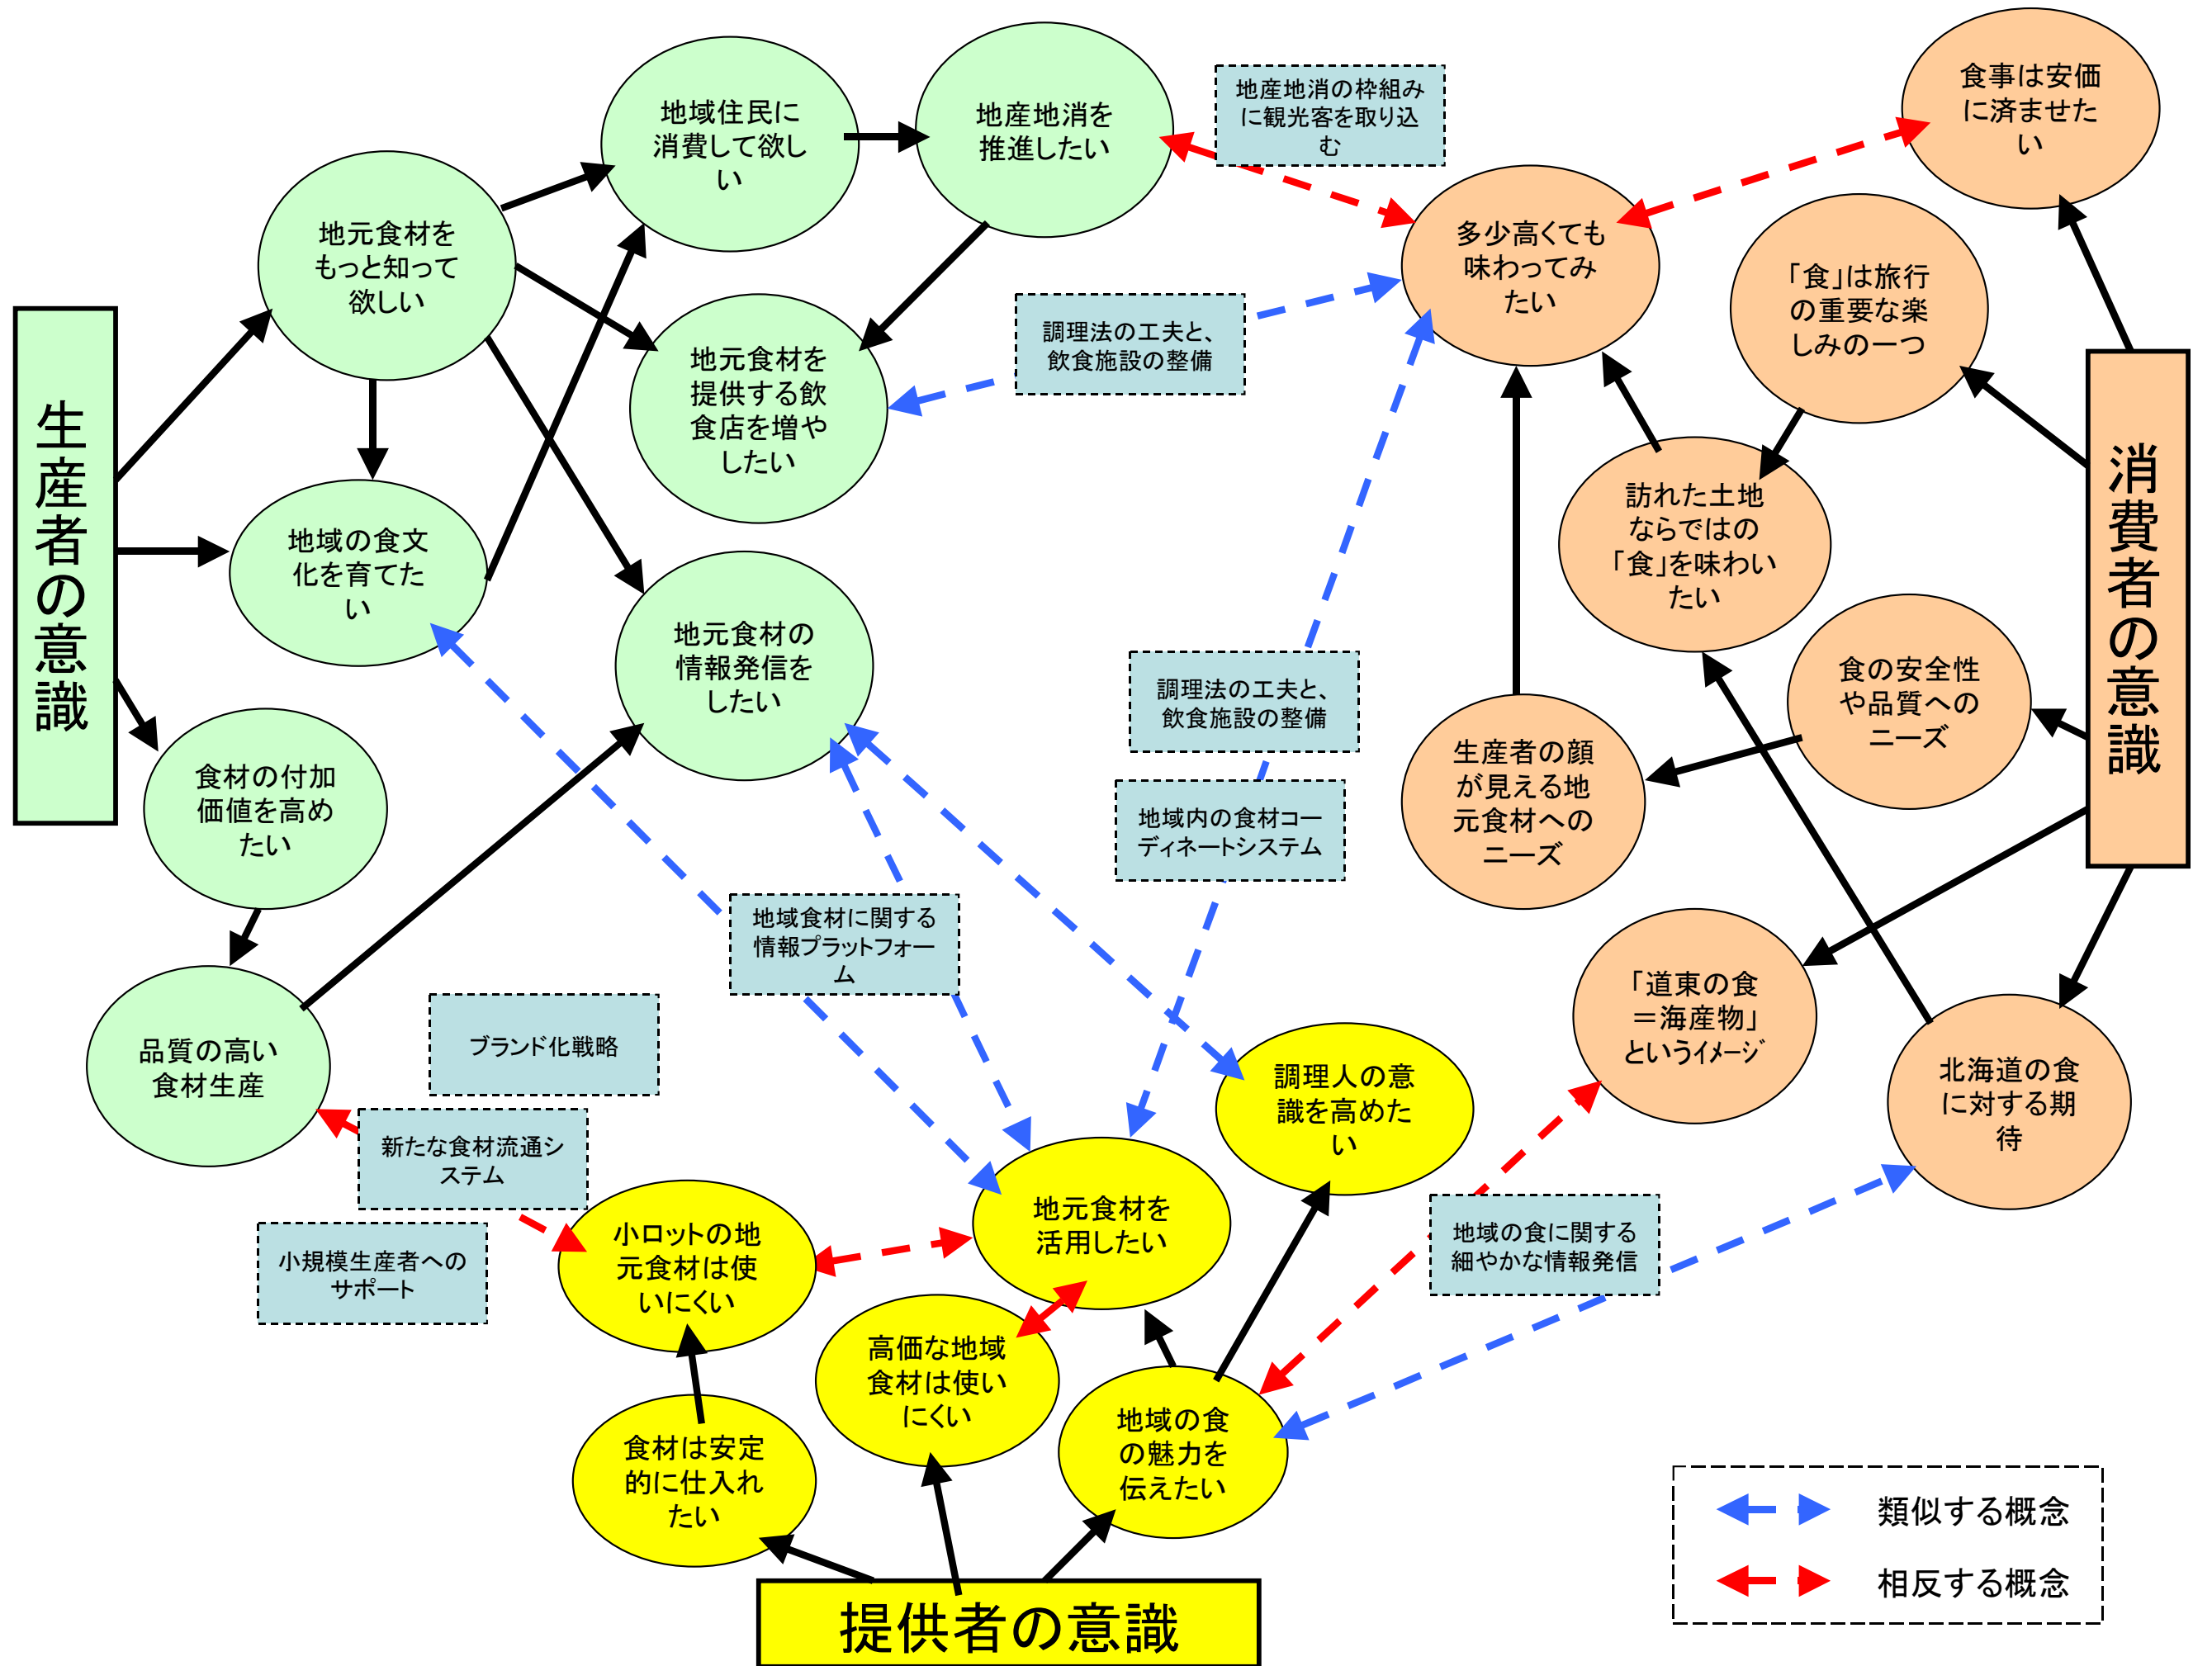 生産者の意識
地元食材を
もっと知って
欲しい
地域住民に
消費して欲し
い
地産地消を
推進したい
地元食材を
提供する飲
食店を増や
したい
地域の食文
化を育てた
い
地元食材の
情報発信を
したい
食材の付加
価値を高め
たい
品質の高い
食材生産
地産地消の枠組み
に観光客を取り込
む
調理法の工夫と、
飲食施設の整備
調理法の工夫と、
飲食施設の整備
地域内の食材コー
ディネートシステム
地域食材に関する
情報プラットフォー
ム
ブランド化戦略
新たな食材流通シ
ステム
小規模生産者への
サポート
地域の食に関する
細やかな情報発信
消費者の意識
食事は安価
に済ませた
い
多少高くても
味わってみ
たい
「食」は旅行
の重要な楽
しみの一つ
訪れた土地
ならではの
「食」を味わい
たい
食の安全性
や品質への
ニーズ
生産者の顔
が見える地
元食材への
ニーズ
「道東の食
＝海産物」
というｲﾒｰｼﾞ
北海道の食
に対する期
待
調理人の意
識を高めた
い
地元食材を
活用したい
小ロットの地
元食材は使
いにくい
高価な地域
食材は使い
にくい
地域の食
の魅力を
伝えたい
食材は安定
的に仕入れ
たい
提供者の意識
類似する概念
相反する概念